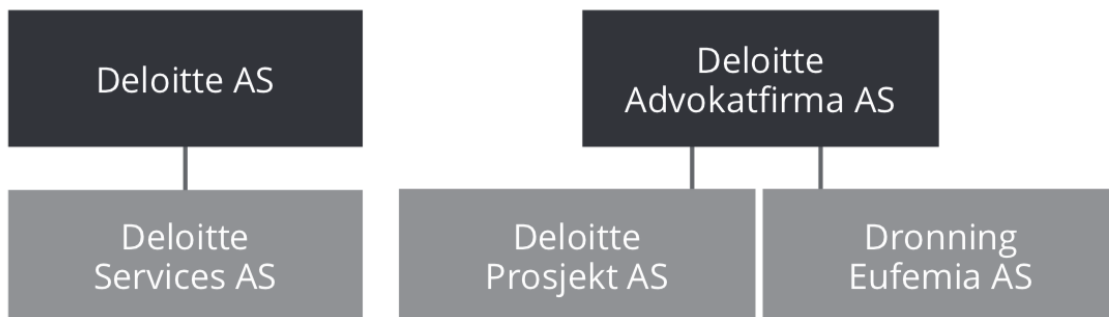 Deloitte AS
Deloitte
Advokatfirma AS
Deloitte
Services AS
Deloitte
Prosjekt AS
Dronning
Eufemia AS